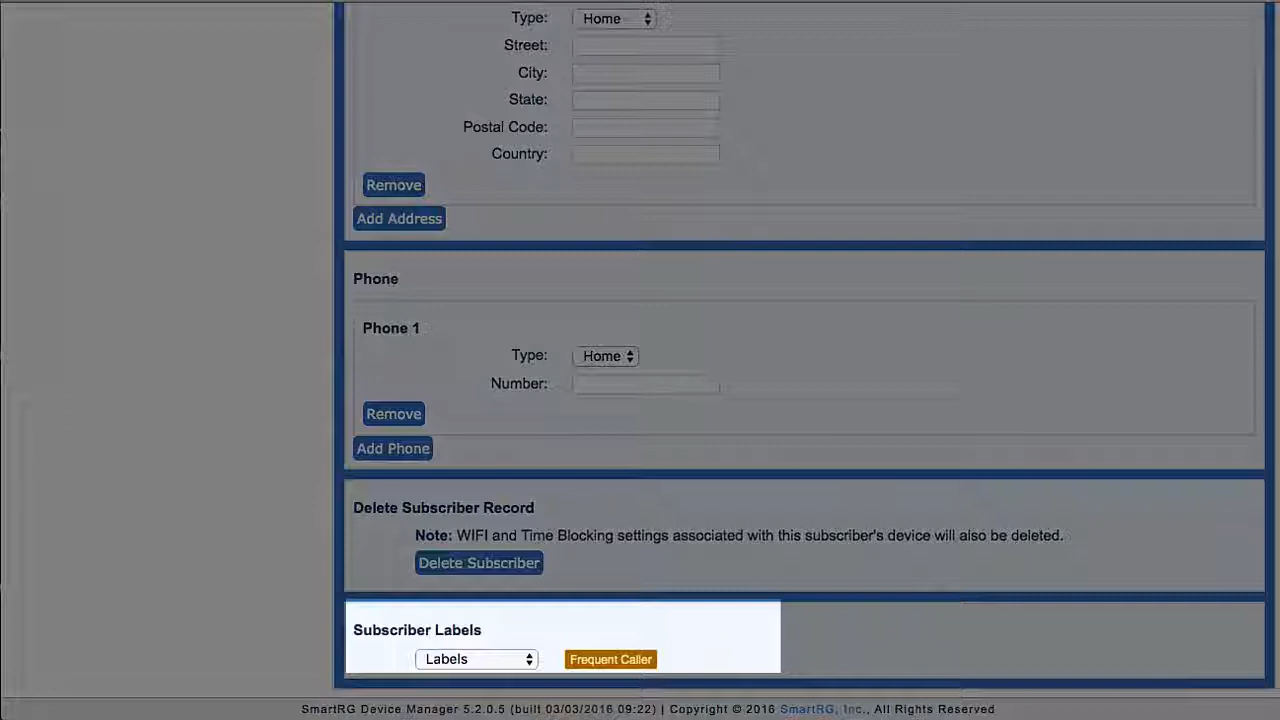 Type: Home
Street:
City:
State:
Postal Code:
Country:
Remove
Add Address
Phone
Phone 1
Type: Home
Number:
Remove
Add Phone
Delete Subscriber Record
Note: WIFI and Time Blocking settings associated with this subscriber's device will also be deleted.
Delete Subscriber
Subscriber Labels
Labels Frequent Caller
SmartRG Device Manager 5.2.0.5 (built 03/03/2016 09:22) | Copyright © 2016 SmartRG, Inc., All Rights Reserved